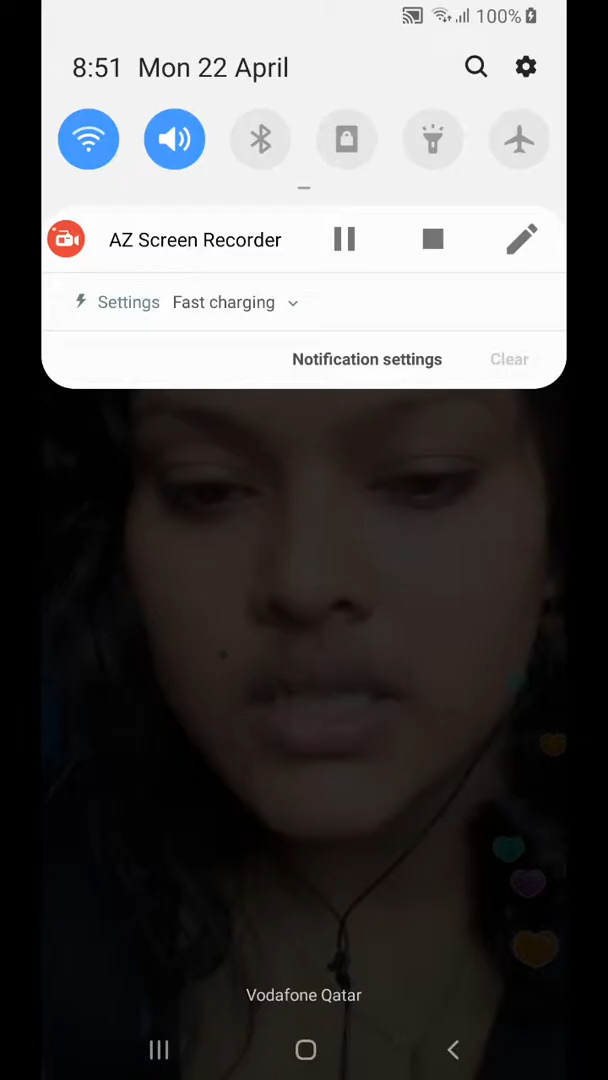 100%
8:51 Mon 22 April
AZ Screen Recorder
Settings Fast charging
Notification settings Clear
Vodafone Qatar